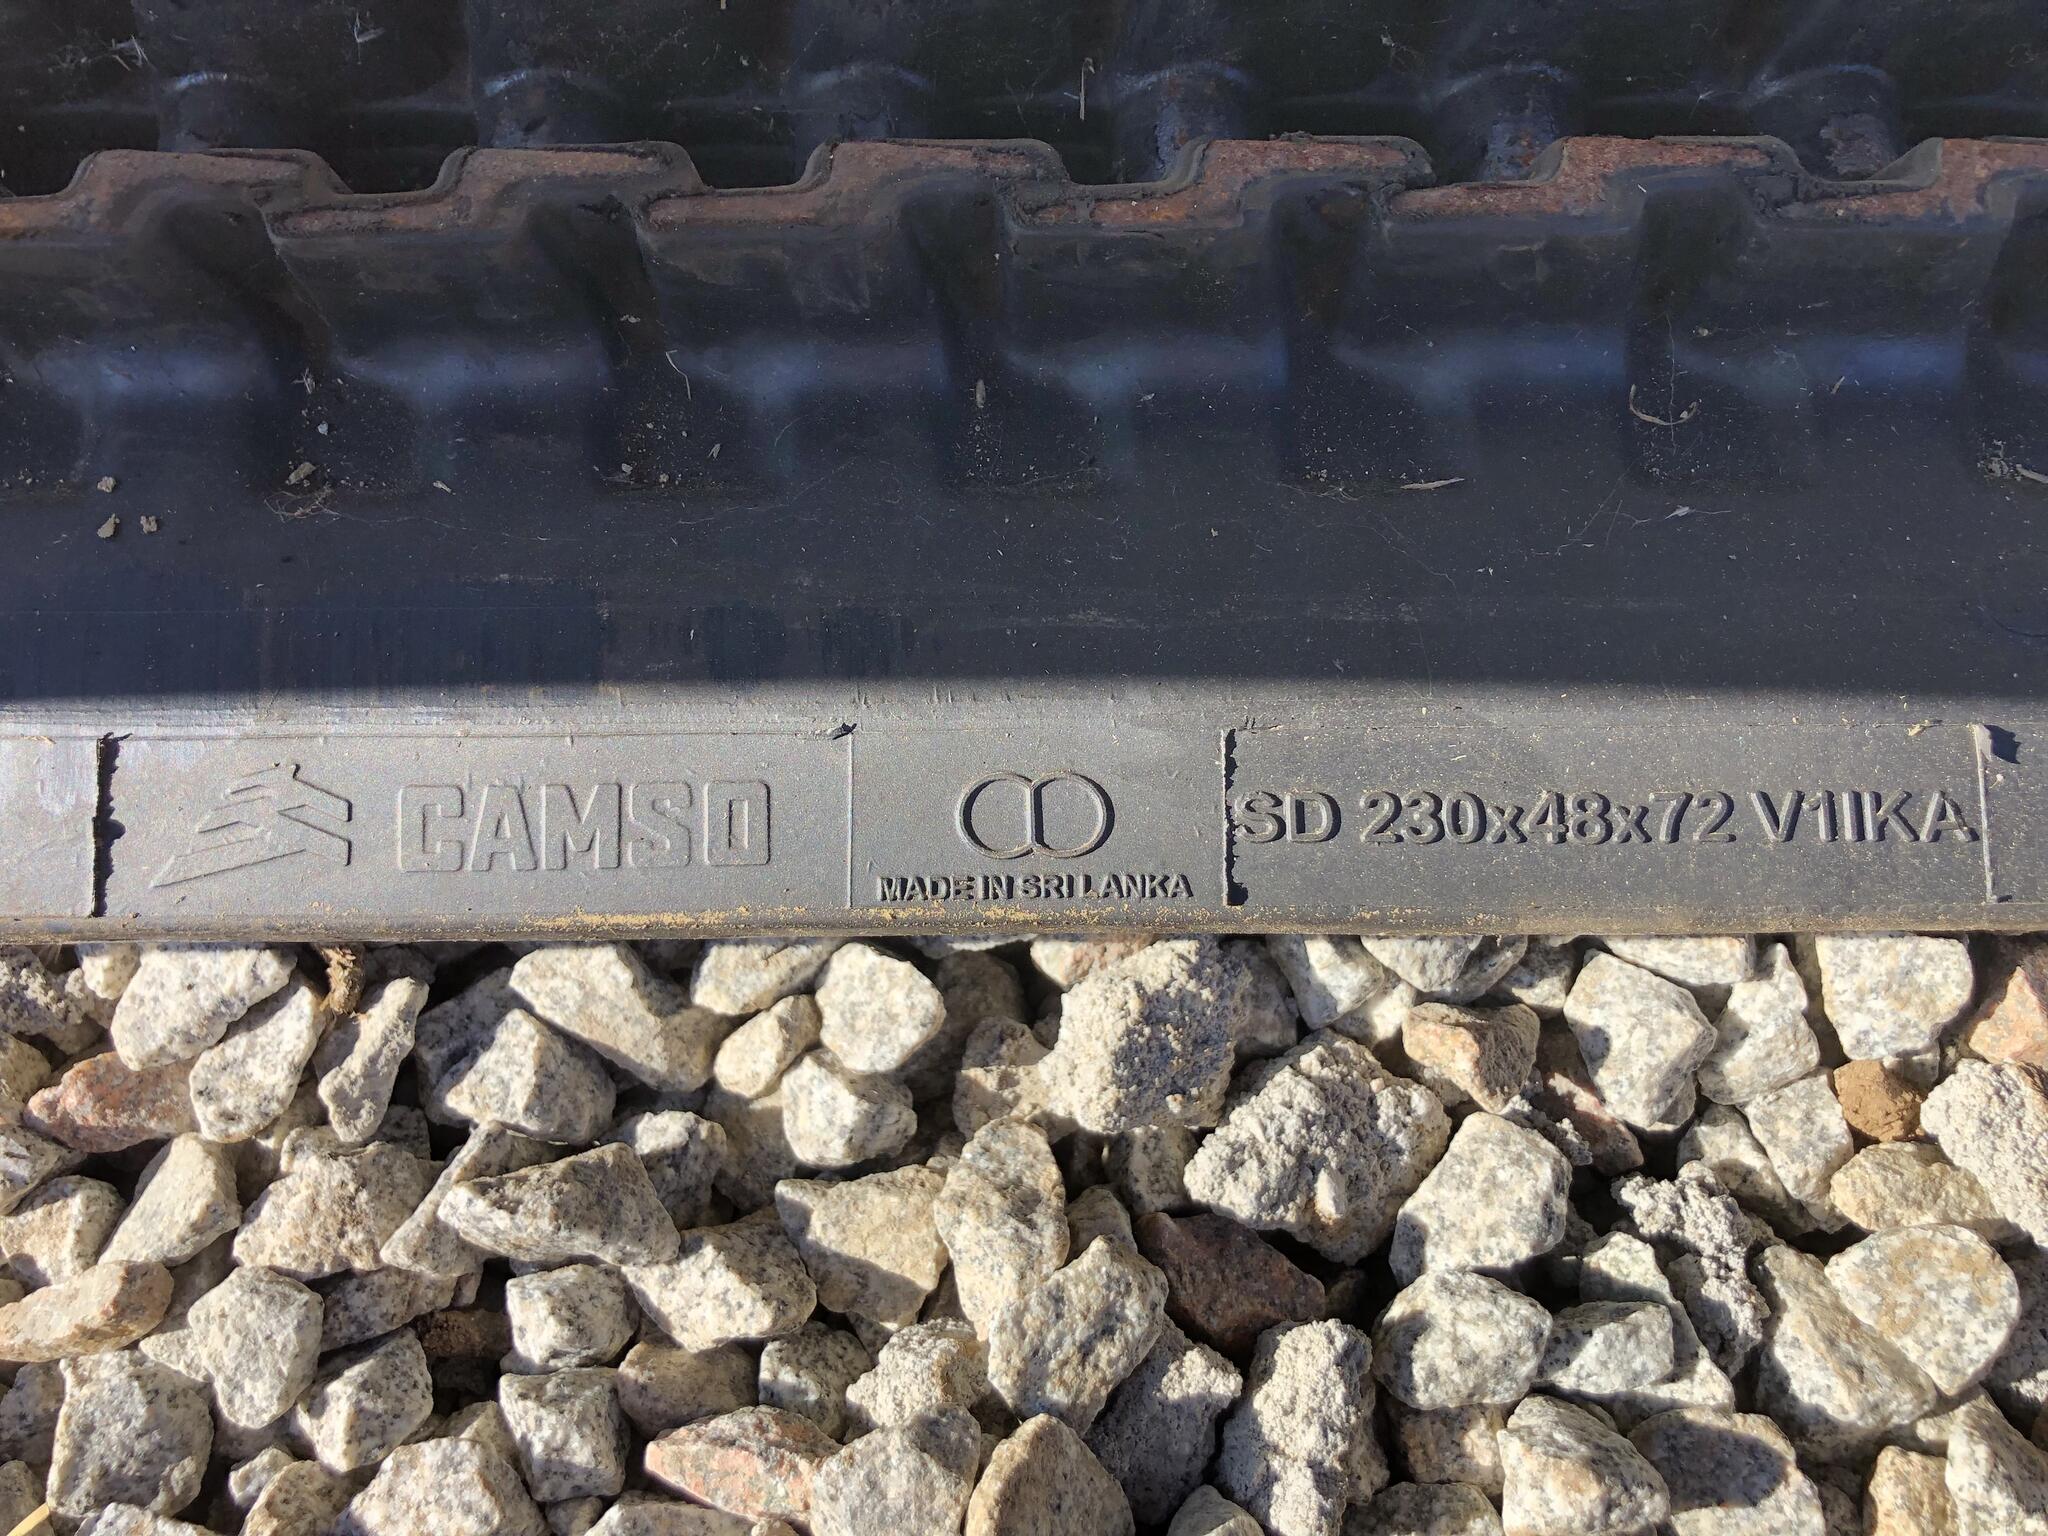 CAMSO
MADE IN SRI LANKA
SD 230x48x72 V1IKA